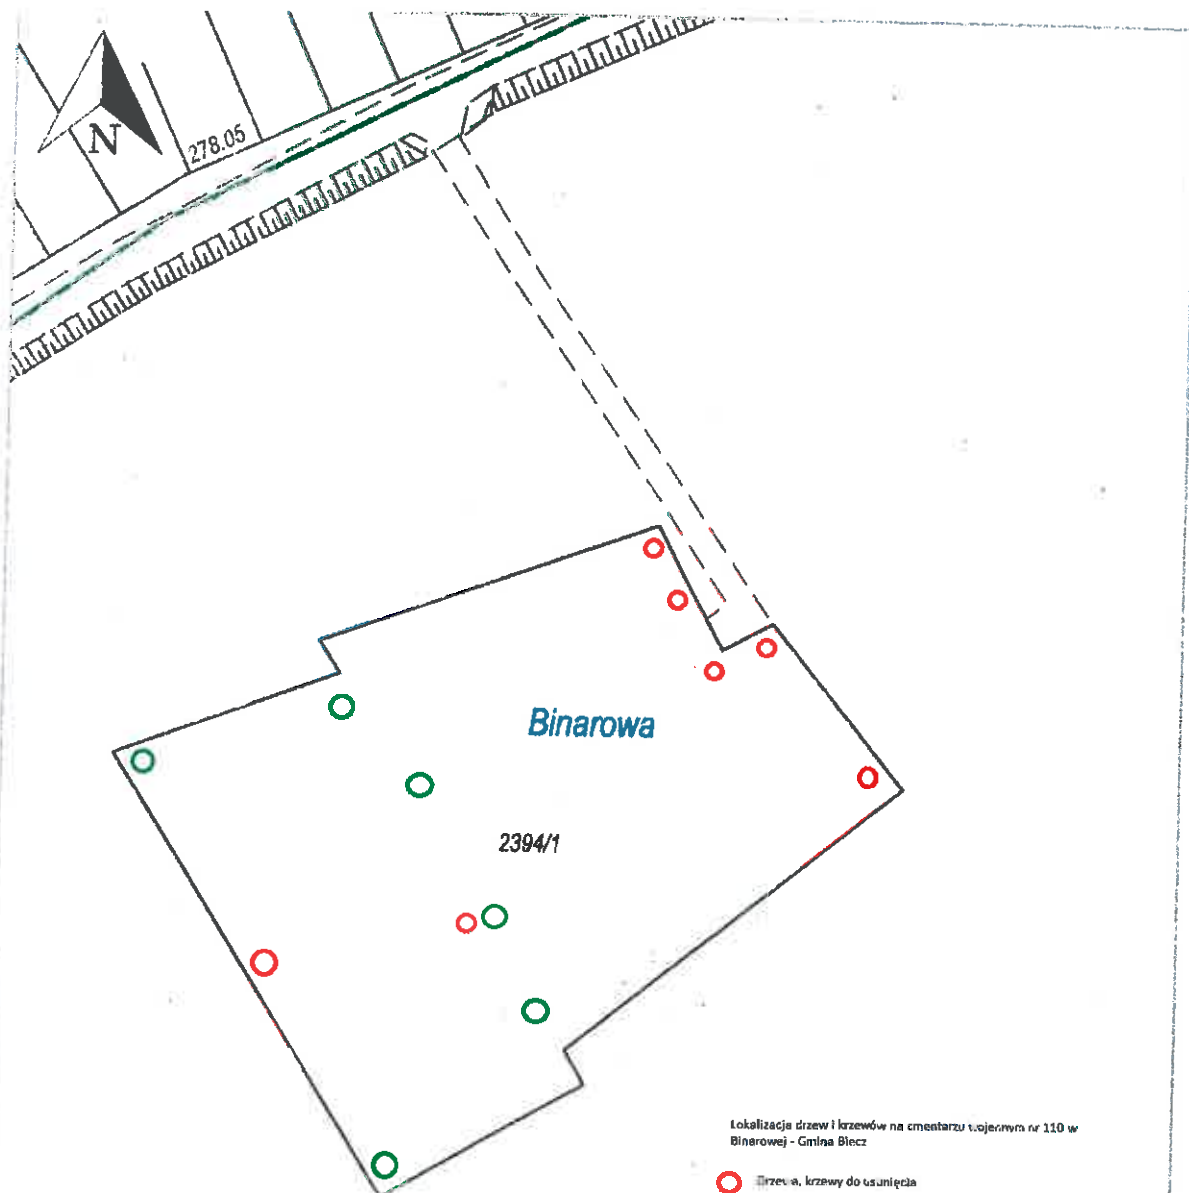 278.05
N
Binarowa
2394/1
Lokalizacja drzew i krzewów na cmentarzu wojennym nr 110 w
Binarowej - Gmina Biecz
Drzewa, krzewy do usunięcia